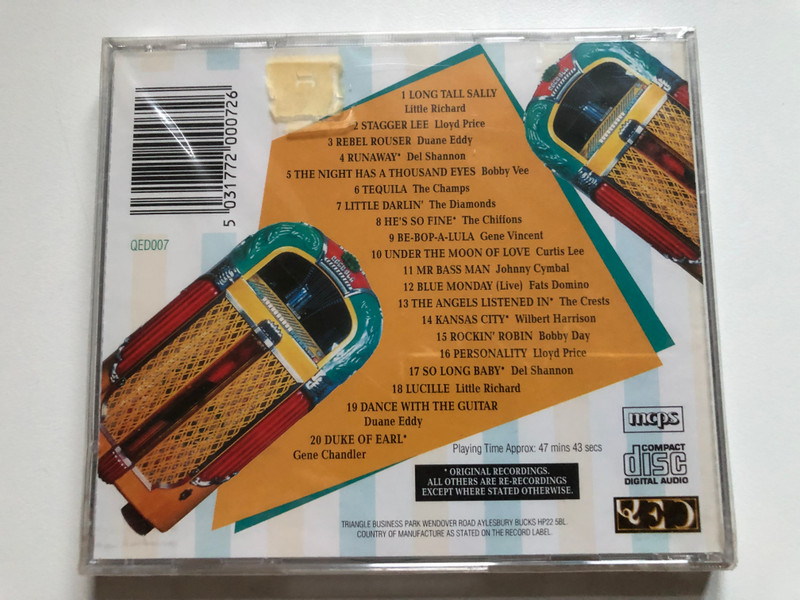 1 LONG TALL SALLY
Little Richard
2 STAGGER LEE Lloyd Price
3 REBEL ROUSER Duane Eddy
4 RUNAWAY* Del Shannon
5 THE NIGHT HAS A THOUSAND EYES Bobby Vee
6 TEQUILA The Champs
7 LITTLE DARLIN' The Diamonds
8 HE'S SO FINE* The Chiffons
9 BE-BOP-A-LULA Gene Vincent
10 UNDER THE MOON OF LOVE Curtis Lee
11 MR BASS MAN Johnny Cymbal
12 BLUE MONDAY (Live) Fats Domino
13 THE ANGELS LISTENED IN* The Crests
14 KANSAS CITY* Wilbert Harrison
15 ROCKIN' ROBIN Bobby Day
16 PERSONALITY Lloyd Price
17 SO LONG BABY* Del Shannon
18 LUCILLE Little Richard
19 DANCE WITH THE GUITAR
Duane Eddy
20 DUKE OF EARL*
Gene Chandler
5 031772 000726
QED007
Playing Time Approx: 47 mins 43 secs
* ORIGINAL RECORDINGS.
ALL OTHERS ARE RE-RECORDINGS
EXCEPT WHERE STATED OTHERWISE.
mcps
COMPACT
disc
DIGITAL AUDIO
QED
TRIANGLE BUSINESS PARK WENDOVER ROAD AYLESBURY BUCKS HP22 5BL
COUNTRY OF MANUFACTURE AS STATED ON THE RECORD LABEL